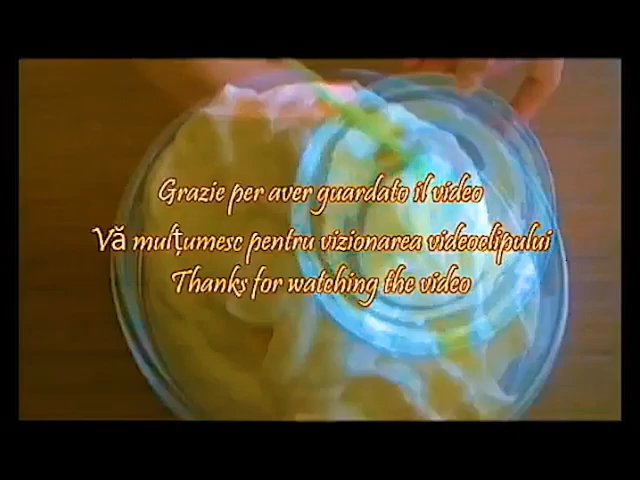 Grazie per aver guardato il video
Vă mulțumesc pentru vizionarea videoclipului
Thanks for watching the video